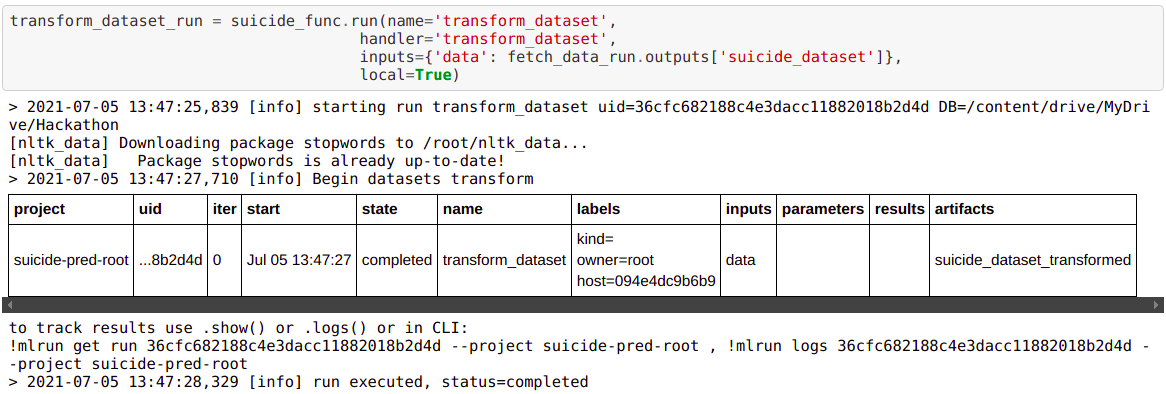 transform_dataset_run = suicide_func.run(name='transform_dataset',
handler='transform_dataset',
inputs={'data': fetch_data_run.outputs['suicide_dataset']},
local=True)
> 2021-07-05 13:47:25,839 [info] starting run transform_dataset uid=36cfc682188c4e3dacc11882018b2d4d DB=/content/drive/MyDri
ve/Hackathon
[nltk_data] Downloading package stopwords to /root/nltk_data...
[nltk_data]   Package stopwords is already up-to-date!
> 2021-07-05 13:47:27,710 [info] Begin datasets transform
project uid iter start state name labels inputs parameters results artifacts
kind=
suicide-pred-root ...8b2d4d 0 Jul 05 13:47:27 completed transform_dataset owner=root data suicide_dataset_transformed
host=094e4dc9b6b9
to track results use .show() or .logs() or in CLI:
!mlrun get run 36cfc682188c4e3dacc11882018b2d4d --project suicide-pred-root , !mlrun logs 36cfc682188c4e3dacc11882018b2d4d -
-project suicide-pred-root
> 2021-07-05 13:47:28,329 [info] run executed, status=completed